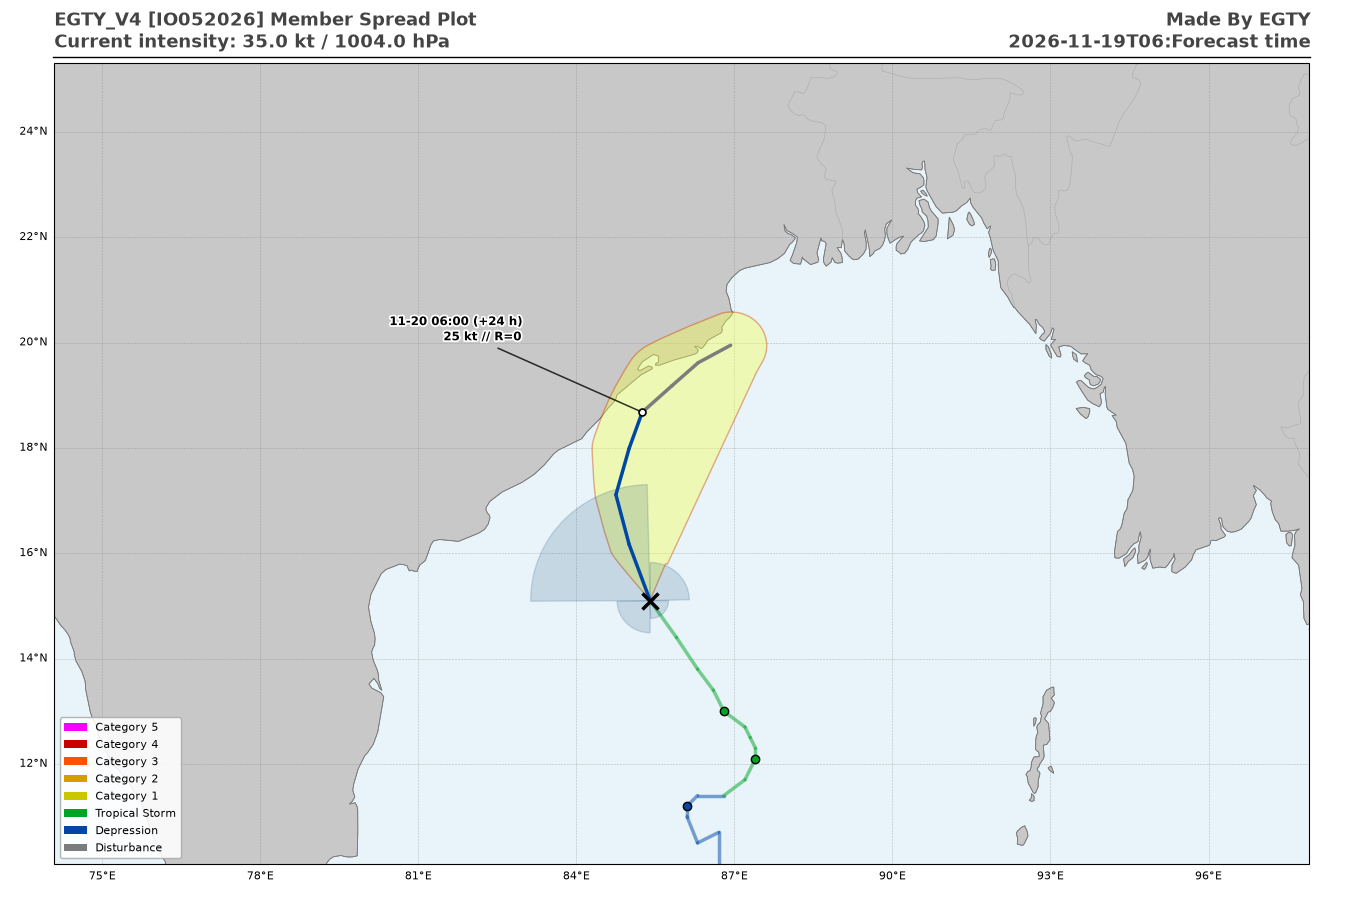 EGTY_V4 [IO052026] Member Spread Plot
Current intensity: 35.0 kt / 1004.0 hPa
Made By EGTY
2026-11-19T06:Forecast time
24°N
22°N
20°N
18°N
16°N
14°N
12°N
11-20 06:00 (+24 h)
25 kt // R=0
Category 5
Category 4
Category 3
Category 2
Category 1
Tropical Storm
Depression
Disturbance
75°E
78°E
81°E
84°E
87°E
90°E
93°E
96°E